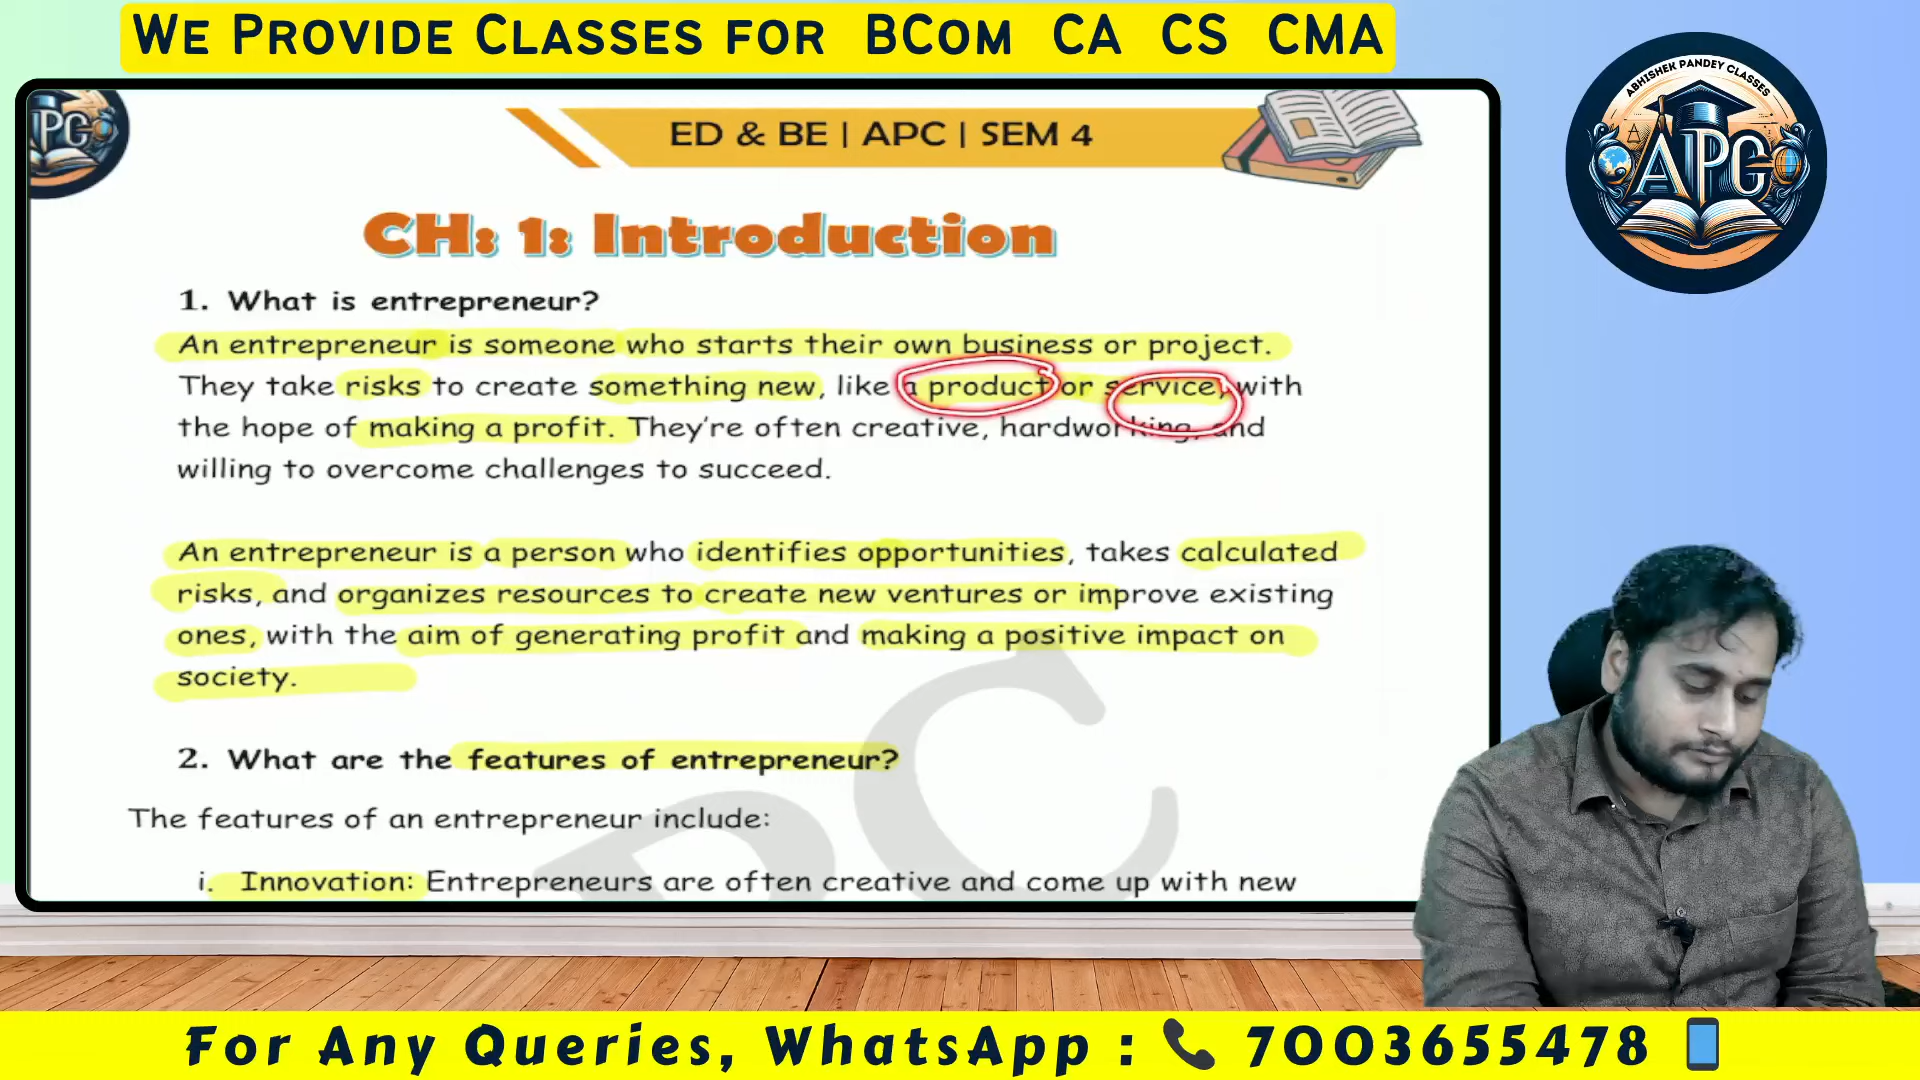 WE PROVIDE CLASSES FOR BCOM CA CS CMA
ABHISHEK PANDEY CLASSES
APC
PG
ED & BE | APC | SEM 4
CH: 1: Introduction
1. What is entrepreneur?
An entrepreneur is someone who starts their own business or project.
They take risks to create something new, like a product or service, with
the hope of making a profit. They're often creative, hardworking, and
willing to overcome challenges to succeed.
An entrepreneur is a person who identifies opportunities, takes calculated
risks, and organizes resources to create new ventures or improve existing
ones, with the aim of generating profit and making a positive impact on
society.
2. What are the features of entrepreneur?
The features of an entrepreneur include:
i. Innovation: Entrepreneurs are often creative and come up with new
PC
For Any Queries, WhatsApp : 7003655478